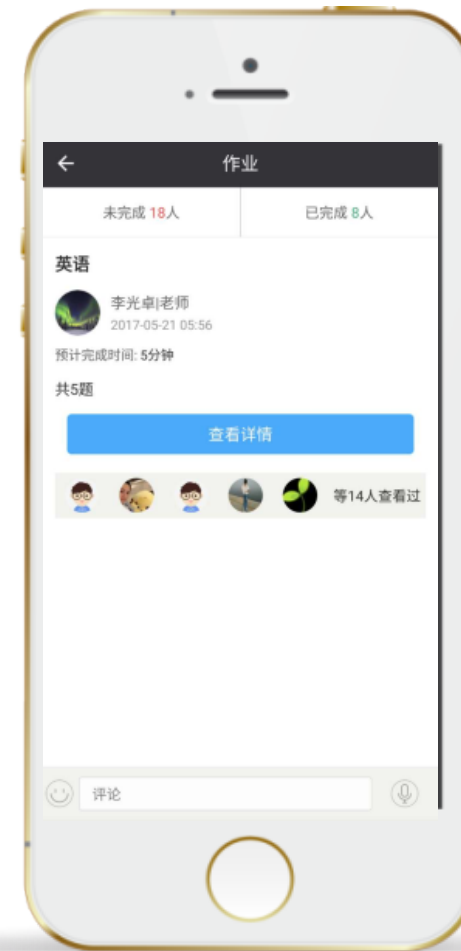 作业
未完成 18人
已完成 8人
英语
李光卓|老师
2017-05-21 05:56
预计完成时间: 5分钟
共5题
查看详情
等14人查看过
评论